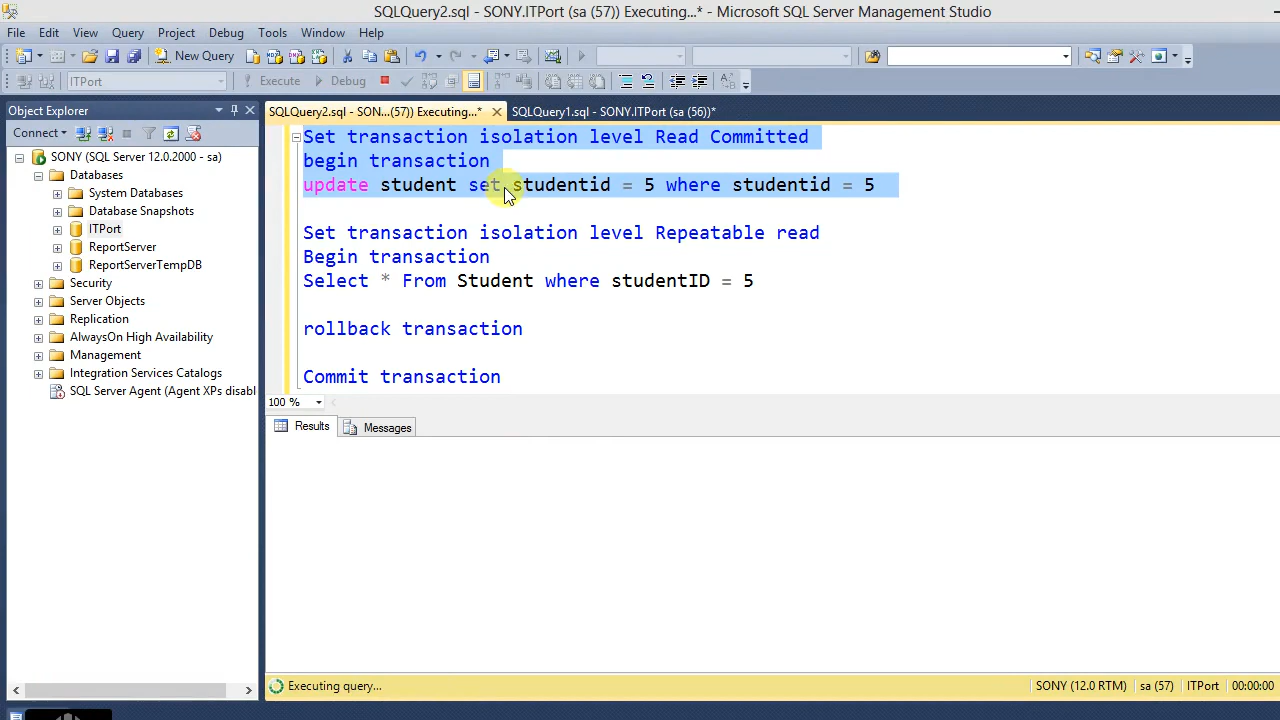 SQLQuery2.sql - SONY.ITPort (sa (57)) Executing...* - Microsoft SQL Server Management Studio
File Edit View Query Project Debug Tools Window Help
New Query
ITPort Execute Debug
Object Explorer
SQLQuery2.sql - SON...(57)) Executing...* SQLQuery1.sql - SONY.ITPort (sa (56))*
Connect
SONY (SQL Server 12.0.2000 - sa)
Databases
System Databases
Database Snapshots
ITPort
ReportServer
ReportServerTempDB
Security
Server Objects
Replication
AlwaysOn High Availability
Management
Integration Services Catalogs
SQL Server Agent (Agent XPs disabl
Set transaction isolation level Read Committed
begin transaction
update student set studentid = 5 where studentid = 5
Set transaction isolation level Repeatable read
Begin transaction
Select * From Student where studentID = 5
rollback transaction
Commit transaction
100 %
Results Messages
Executing query... SONY (12.0 RTM) sa (57) ITPort 00:00:00